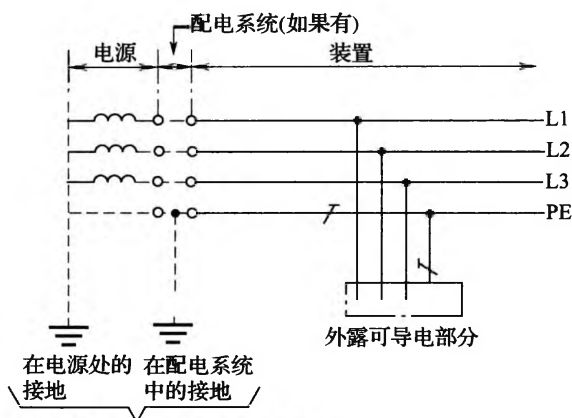 配电系统(如果有)
电源
装置
L1
L2
L3
PE
外露可导电部分
在电源处的
接地
在配电系统
中的接地